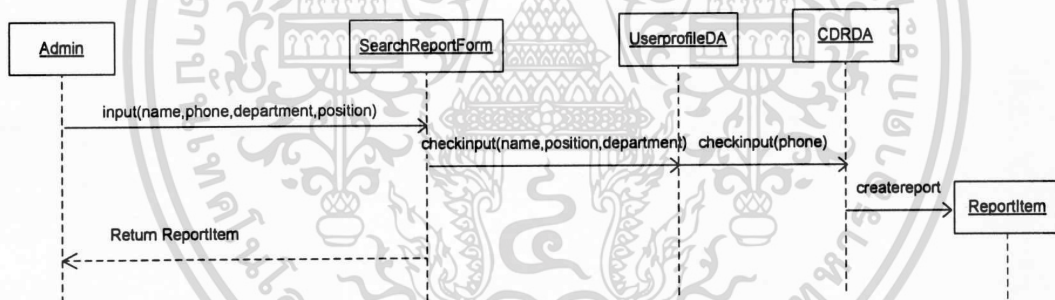 Admin
SearchReportForm
UserprofileDA
CDRDA
input(name,phone,department,position)
checkinput(name,position,department)
checkinput(phone)
createreport
ReportItem
Return ReportItem